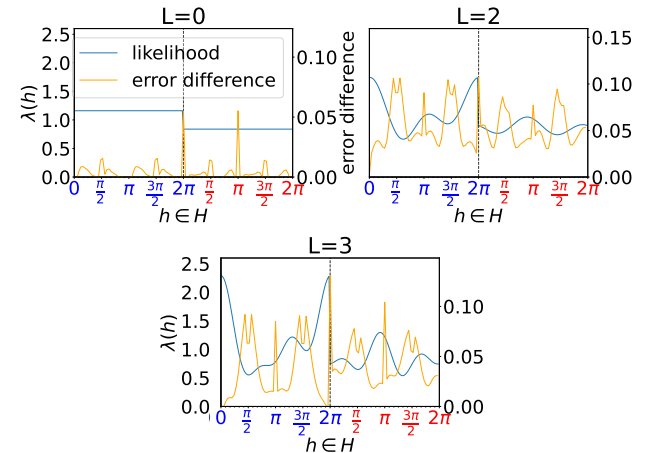 L=0
2.5
2.0
1.5
1.0
0.5
0.0
λ(h)
likelihood
error difference
0.10
0.05
0.00
error difference
0
π/2
π
3π/2
2π
π/2
π
3π/2
2π
h ∈ H
L=2
0.15
0.10
0.05
0.00
0
π/2
π
3π/2
2π
π/2
π
3π/2
2π
h ∈ H
L=3
2.5
2.0
1.5
1.0
0.5
0.0
λ(h)
0.10
0.05
0.00
0
π/2
π
3π/2
2π
π/2
π
3π/2
2π
h ∈ H